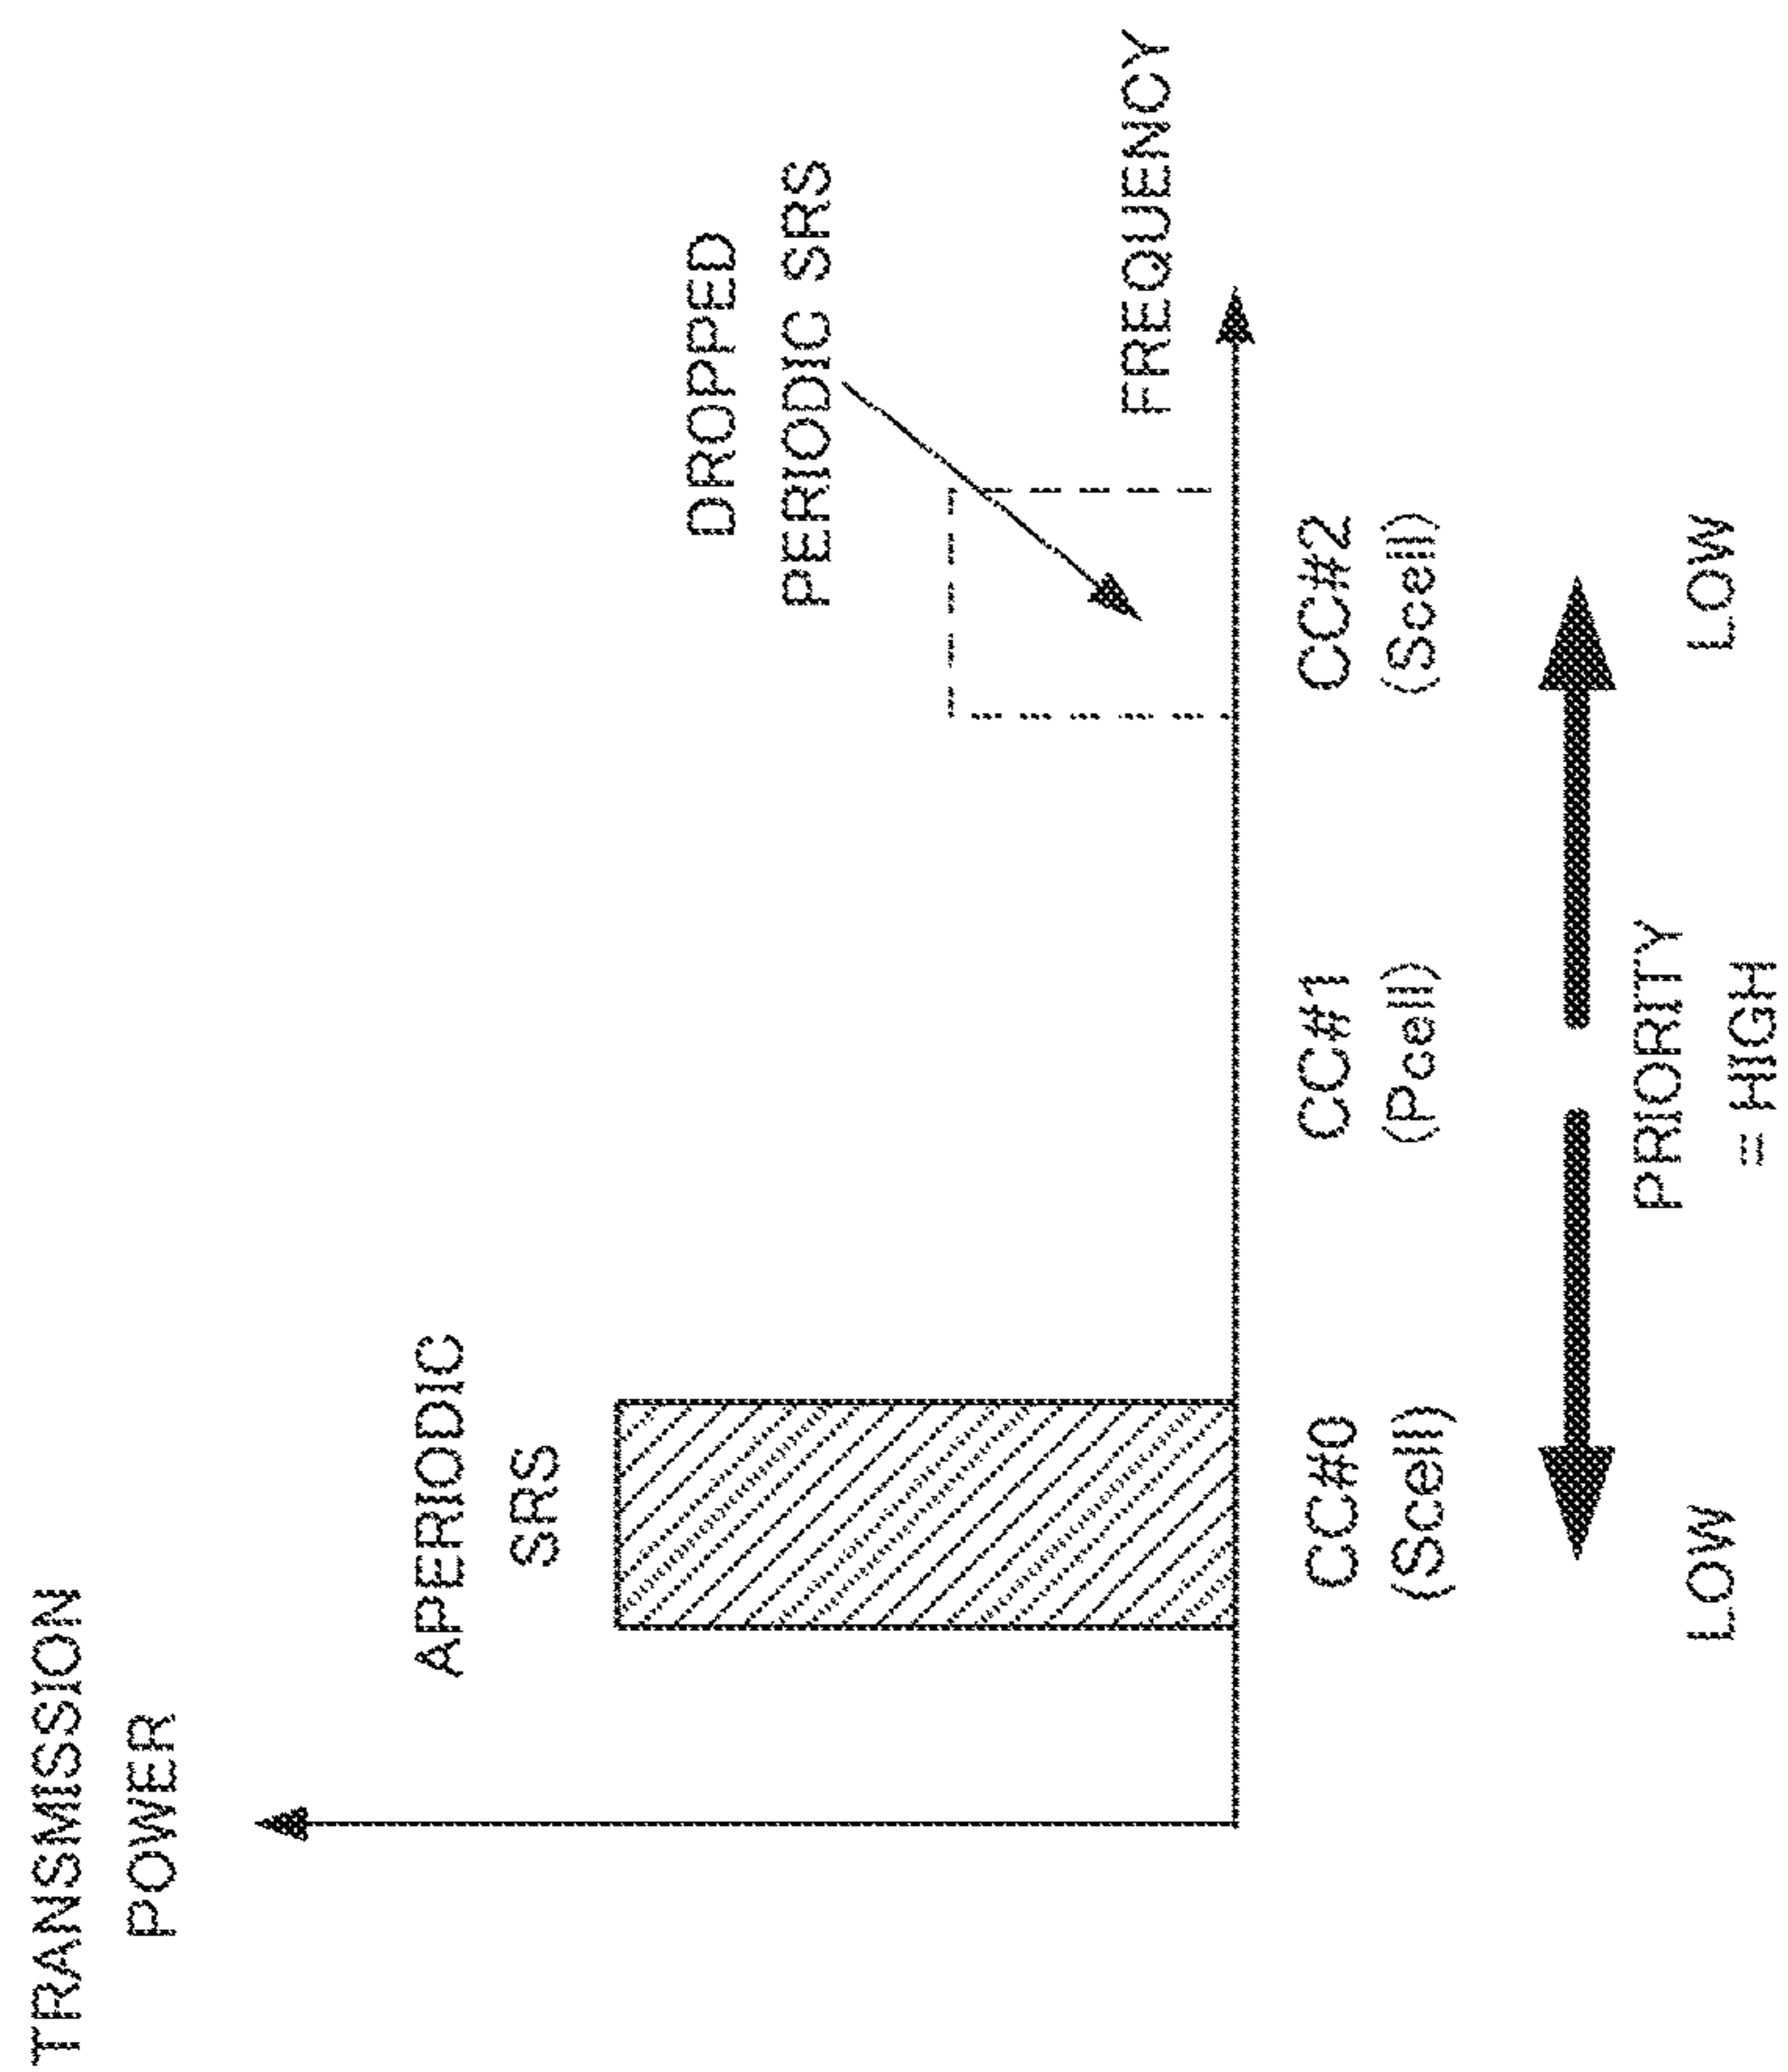 TRANSMISSION
POWER
APERIODIC
SRS
DROPPED
PERIODIC SRS
FREQUENCY
CC#0
(Scell)
CC#1
(Pcell)
CC#2
(Scell)
LOW
PRIORITY
= HIGH
LOW